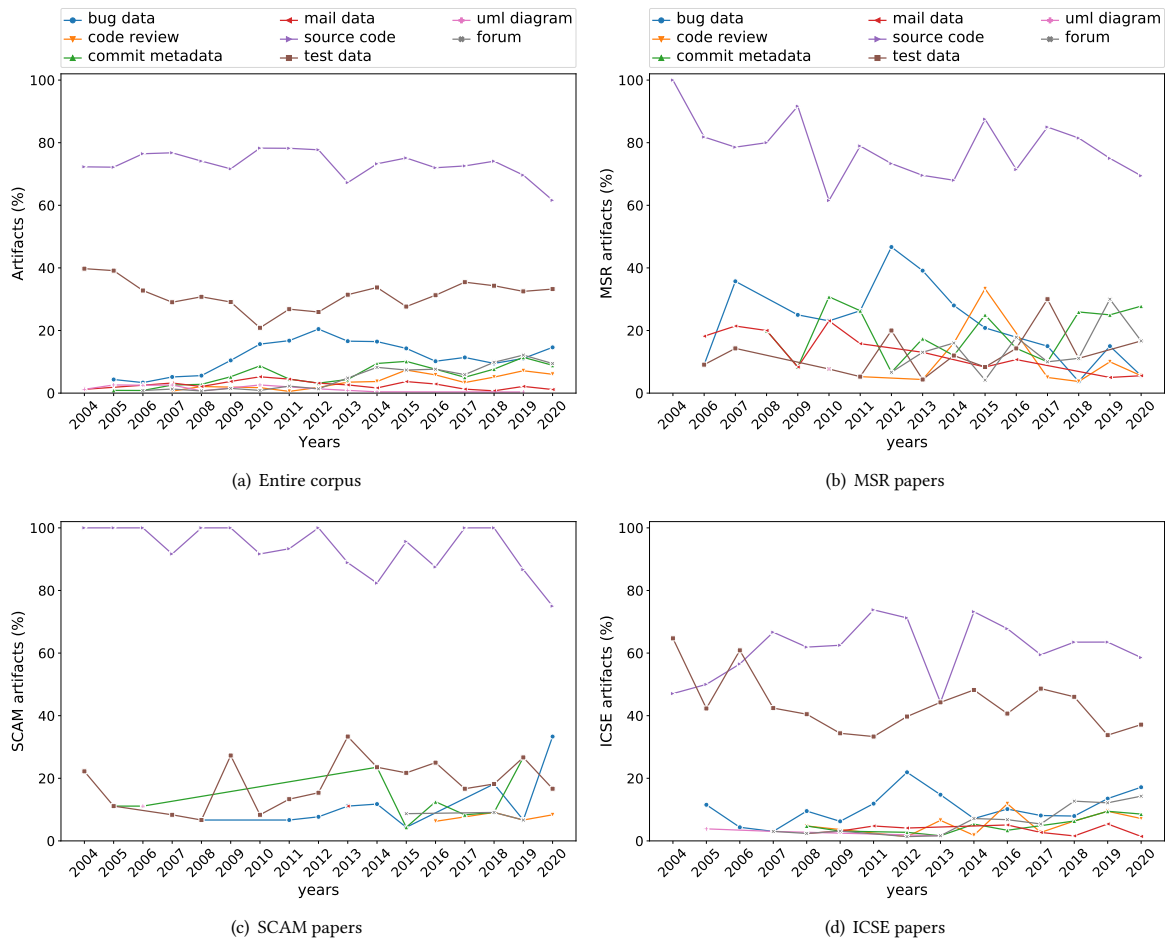 bug data
code review
commit metadata
mail data
source code
test data
uml diagram
forum
100
80
60
40
20
0
Artifacts (%)
2004 2005 2006 2007 2008 2009 2010 2011 2012 2013 2014 2015 2016 2017 2018 2019 2020
Years
(a) Entire corpus
bug data
code review
commit metadata
mail data
source code
test data
uml diagram
forum
100
80
60
40
20
0
MSR artifacts (%)
2004 2006 2007 2008 2009 2010 2011 2012 2013 2014 2015 2016 2017 2018 2019 2020
years
(b) MSR papers
100
80
60
40
20
0
SCAM artifacts (%)
2004 2005 2006 2007 2008 2009 2010 2011 2012 2013 2014 2015 2016 2017 2018 2019 2020
years
(c) SCAM papers
100
80
60
40
20
0
ICSE artifacts (%)
2004 2005 2006 2007 2008 2009 2011 2012 2013 2014 2016 2017 2018 2019 2020
years
(d) ICSE papers